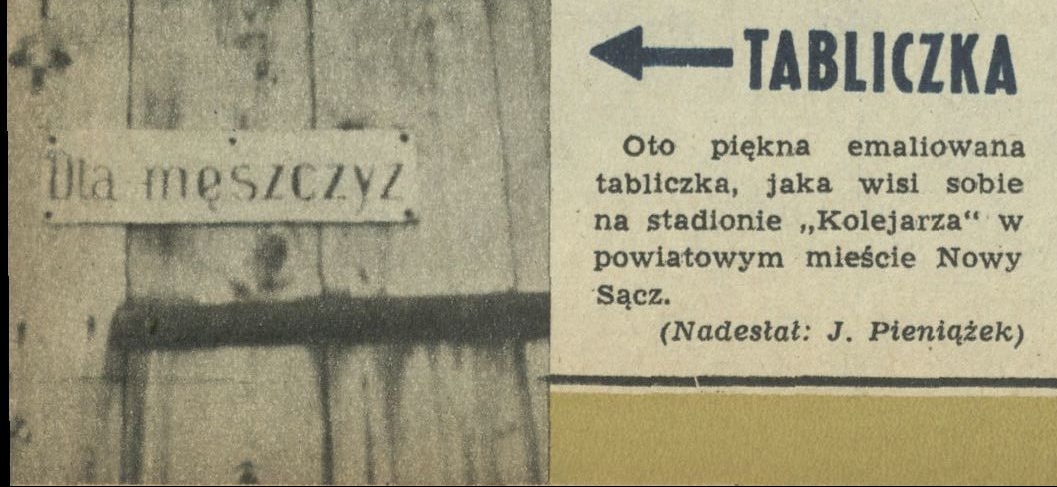 Dla męszczyz
TABLICZKA
Oto piękna emaliowana
tabliczka, jaka wisi sobie
na stadionie „Kolejarza“ w
powiatowym mieście Nowy
Sącz.
(Nadesłał: J. Pieniążek)